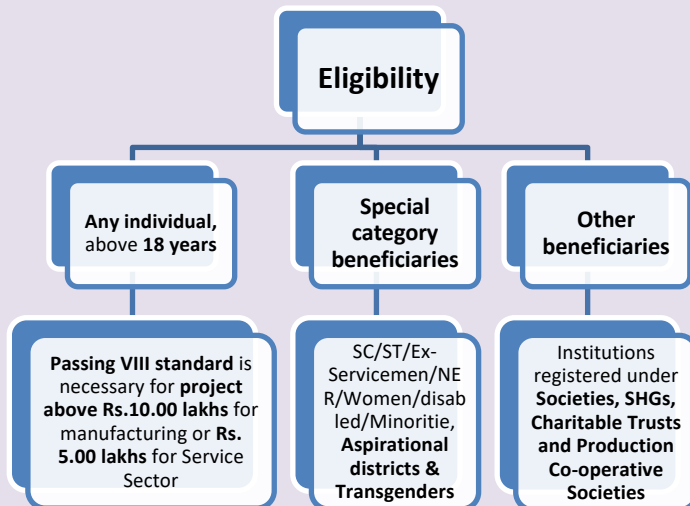 Eligibility
Any individual,
above 18 years
Special
category
beneficiaries
Other
beneficiaries
Passing VIII standard is
necessary for project
above Rs.10.00 lakhs for
manufacturing or Rs.
5.00 lakhs for Service
Sector
SC/ST/Ex-
Servicemen/NE
R/Women/disab
led/Minoritie,
Aspirational
districts &
Transgenders
Institutions
registered under
Societies, SHGs,
Charitable Trusts
and Production
Co-operative
Societies